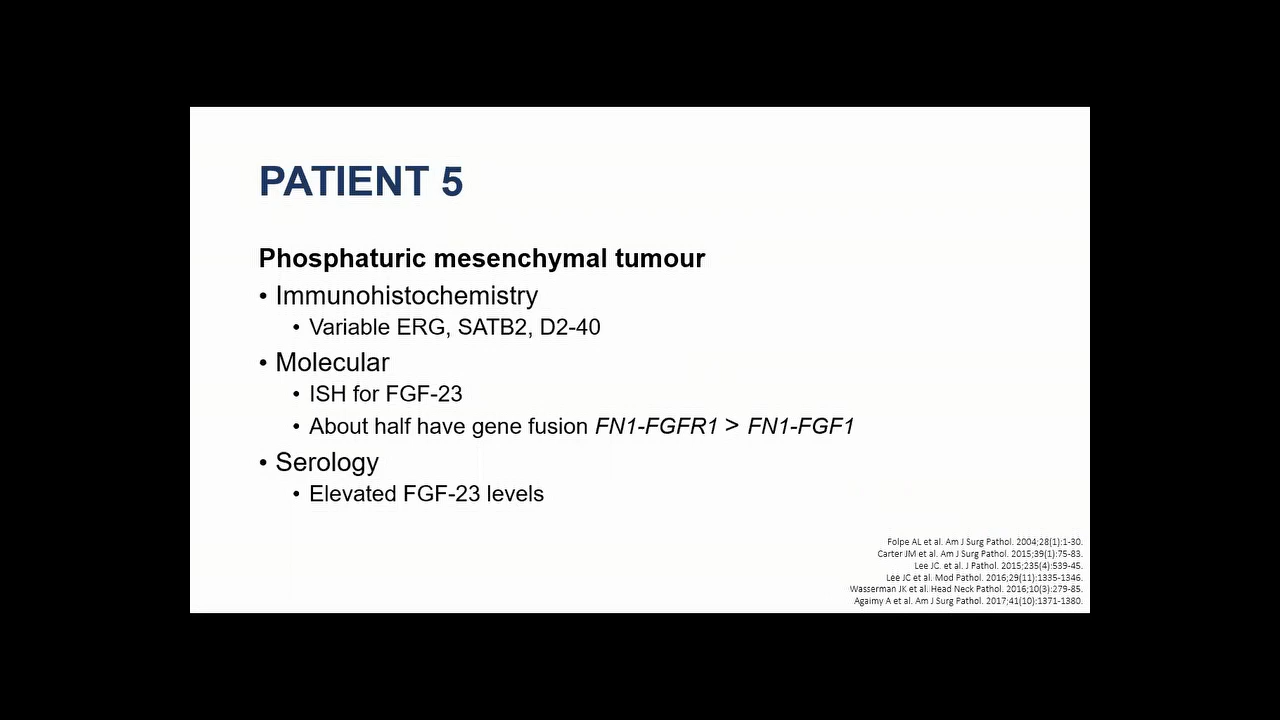 PATIENT 5
Phosphaturic mesenchymal tumour
• Immunohistochemistry
• Variable ERG, SATB2, D2-40
• Molecular
• ISH for FGF-23
• About half have gene fusion FN1-FGFR1 > FN1-FGF1
• Serology
• Elevated FGF-23 levels
Folpe AL et al. Am J Surg Pathol. 2004;28(1):1-30.
Carter JM et al. Am J Surg Pathol. 2015;39(1):75-83.
Lee JC. et al. J Pathol. 2015;235(4):539-45.
Lee JC et al. Mod Pathol. 2016;29(11):1335-1346.
Wasserman JK et al. Head Neck Pathol. 2016;10(3):279-85.
Agaimy A et al. Am J Surg Pathol. 2017;41(10):1371-1380.